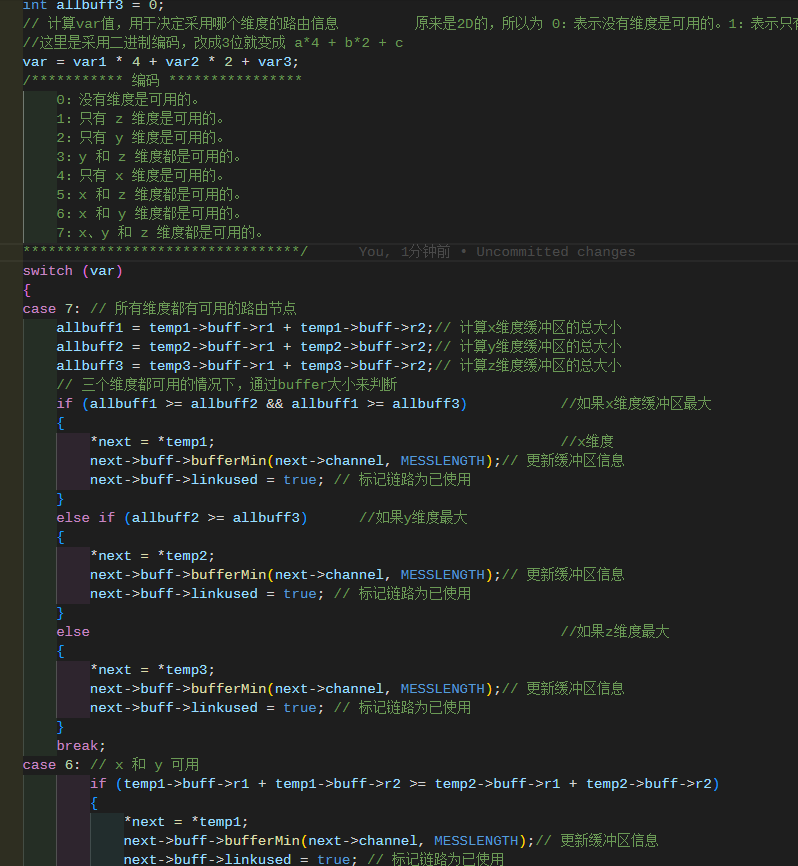 int allbuff3 = 0;
// 计算var值，用于决定采用哪个维度的路由信息         原来是2D的，所以为 0：表示没有维度是可用的。1：表示只有
//这里是采用二进制编码，改成3位就变成 a*4 + b*2 + c
var = var1 * 4 + var2 * 2 + var3;
/*********** 编码 ****************
    0：没有维度是可用的。
    1：只有 z 维度是可用的。
    2：只有 y 维度是可用的。
    3：y 和 z 维度都是可用的。
    4：只有 x 维度是可用的。
    5：x 和 z 维度都是可用的。
    6：x 和 y 维度都是可用的。
    7：x、y 和 z 维度都是可用的。
*********************************/      You, 1分钟前 • Uncommitted changes
switch (var)
{
case 7: // 所有维度都有可用的路由节点
    allbuff1 = temp1->buff->r1 + temp1->buff->r2;// 计算x维度缓冲区的总大小
    allbuff2 = temp2->buff->r1 + temp2->buff->r2;// 计算y维度缓冲区的总大小
    allbuff3 = temp3->buff->r1 + temp3->buff->r2;// 计算z维度缓冲区的总大小
    // 三个维度都可用的情况下，通过buffer大小来判断
    if (allbuff1 >= allbuff2 && allbuff1 >= allbuff3)           //如果x维度缓冲区最大
    {
        *next = *temp1;                                         //x维度
        next->buff->bufferMin(next->channel, MESSLENGTH);// 更新缓冲区信息
        next->buff->linkused = true; // 标记链路为已使用
    }
    else if (allbuff2 >= allbuff3)      //如果y维度最大
    {
        *next = *temp2;
        next->buff->bufferMin(next->channel, MESSLENGTH);// 更新缓冲区信息
        next->buff->linkused = true; // 标记链路为已使用
    }
    else                                                        //如果z维度最大
    {
        *next = *temp3;
        next->buff->bufferMin(next->channel, MESSLENGTH);// 更新缓冲区信息
        next->buff->linkused = true; // 标记链路为已使用
    }
    break;
case 6: // x 和 y 可用
        if (temp1->buff->r1 + temp1->buff->r2 >= temp2->buff->r1 + temp2->buff->r2)
        {
            *next = *temp1;
            next->buff->bufferMin(next->channel, MESSLENGTH);// 更新缓冲区信息
            next->buff->linkused = true; // 标记链路为已使用